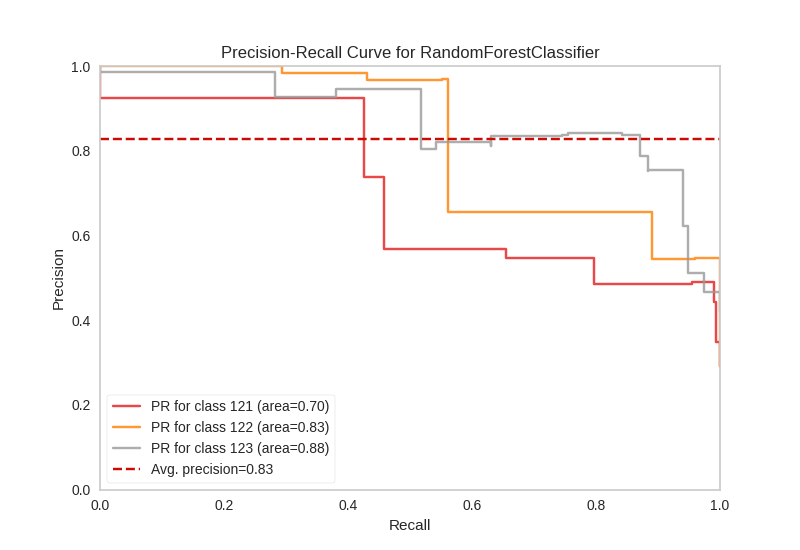 Precision-Recall Curve for RandomForestClassifier
1.0
0.8
0.6
0.4
0.2
0.0
Precision
PR for class 121 (area=0.70)
PR for class 122 (area=0.83)
PR for class 123 (area=0.88)
Avg. precision=0.83
0.0 0.2 0.4 0.6 0.8 1.0
Recall